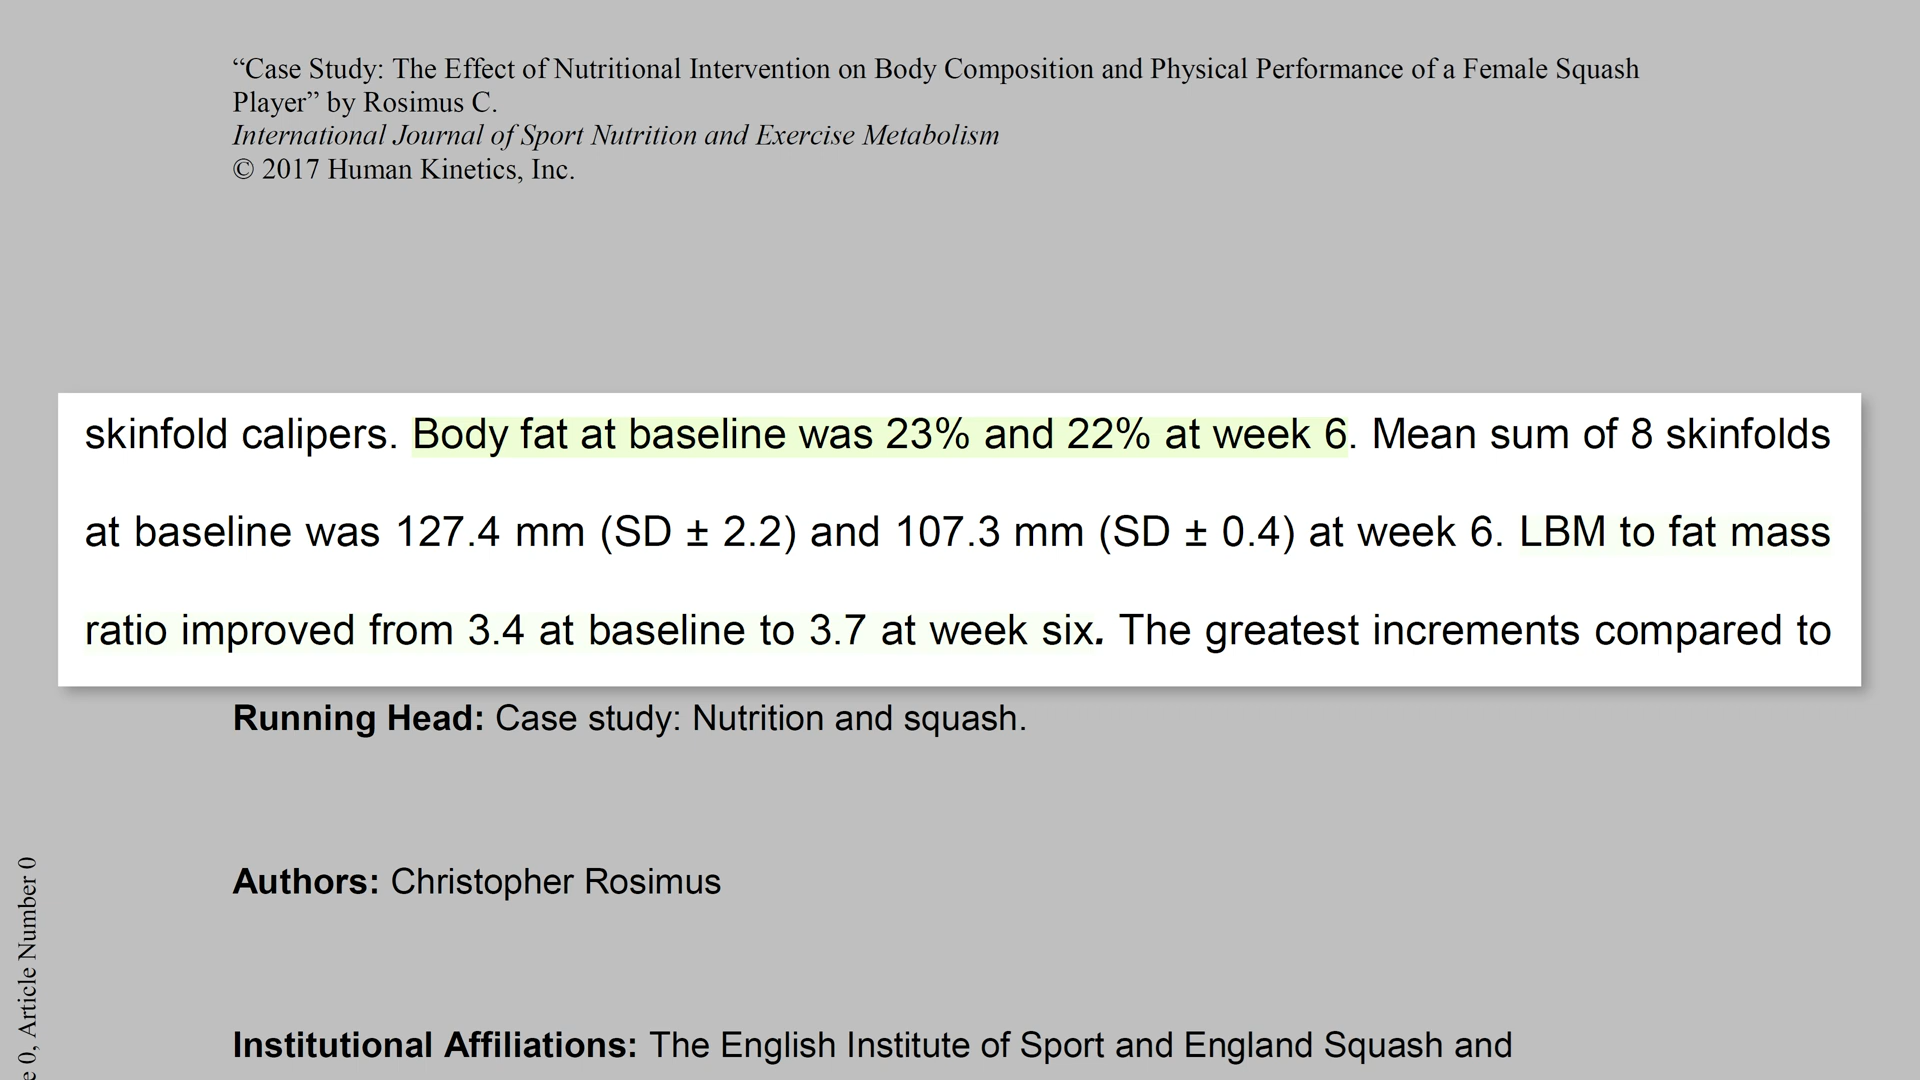 “Case Study: The Effect of Nutritional Intervention on Body Composition and Physical Performance of a Female Squash
Player” by Rosimus C.
International Journal of Sport Nutrition and Exercise Metabolism
© 2017 Human Kinetics, Inc.
skinfold calipers. Body fat at baseline was 23% and 22% at week 6. Mean sum of 8 skinfolds
at baseline was 127.4 mm (SD ± 2.2) and 107.3 mm (SD ± 0.4) at week 6. LBM to fat mass
ratio improved from 3.4 at baseline to 3.7 at week six. The greatest increments compared to
Running Head: Case study: Nutrition and squash.
Authors: Christopher Rosimus
Institutional Affiliations: The English Institute of Sport and England Squash and
e 0, Article Number 0